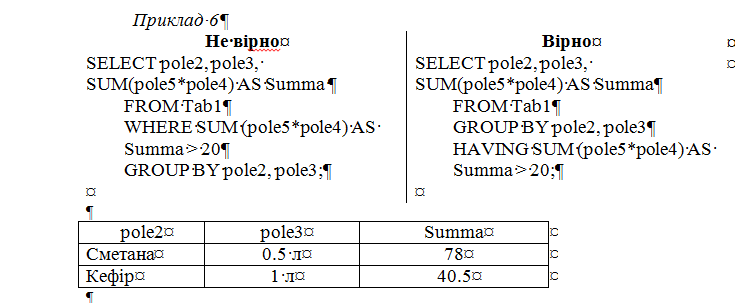 Приклад 6
Не вірно
SELECT pole2, pole3,
SUM(pole5*pole4) AS Summa
FROM Tab1
WHERE SUM (pole5*pole4) AS
Summa > 20
GROUP BY pole2, pole3;
Вірно
SELECT pole2, pole3,
SUM(pole5*pole4) AS Summa
FROM Tab1
GROUP BY pole2, pole3
HAVING SUM (pole5*pole4) AS
Summa > 20;
pole2 pole3 Summa
Сметана 0.5 л 78
Кефір 1 л 40.5